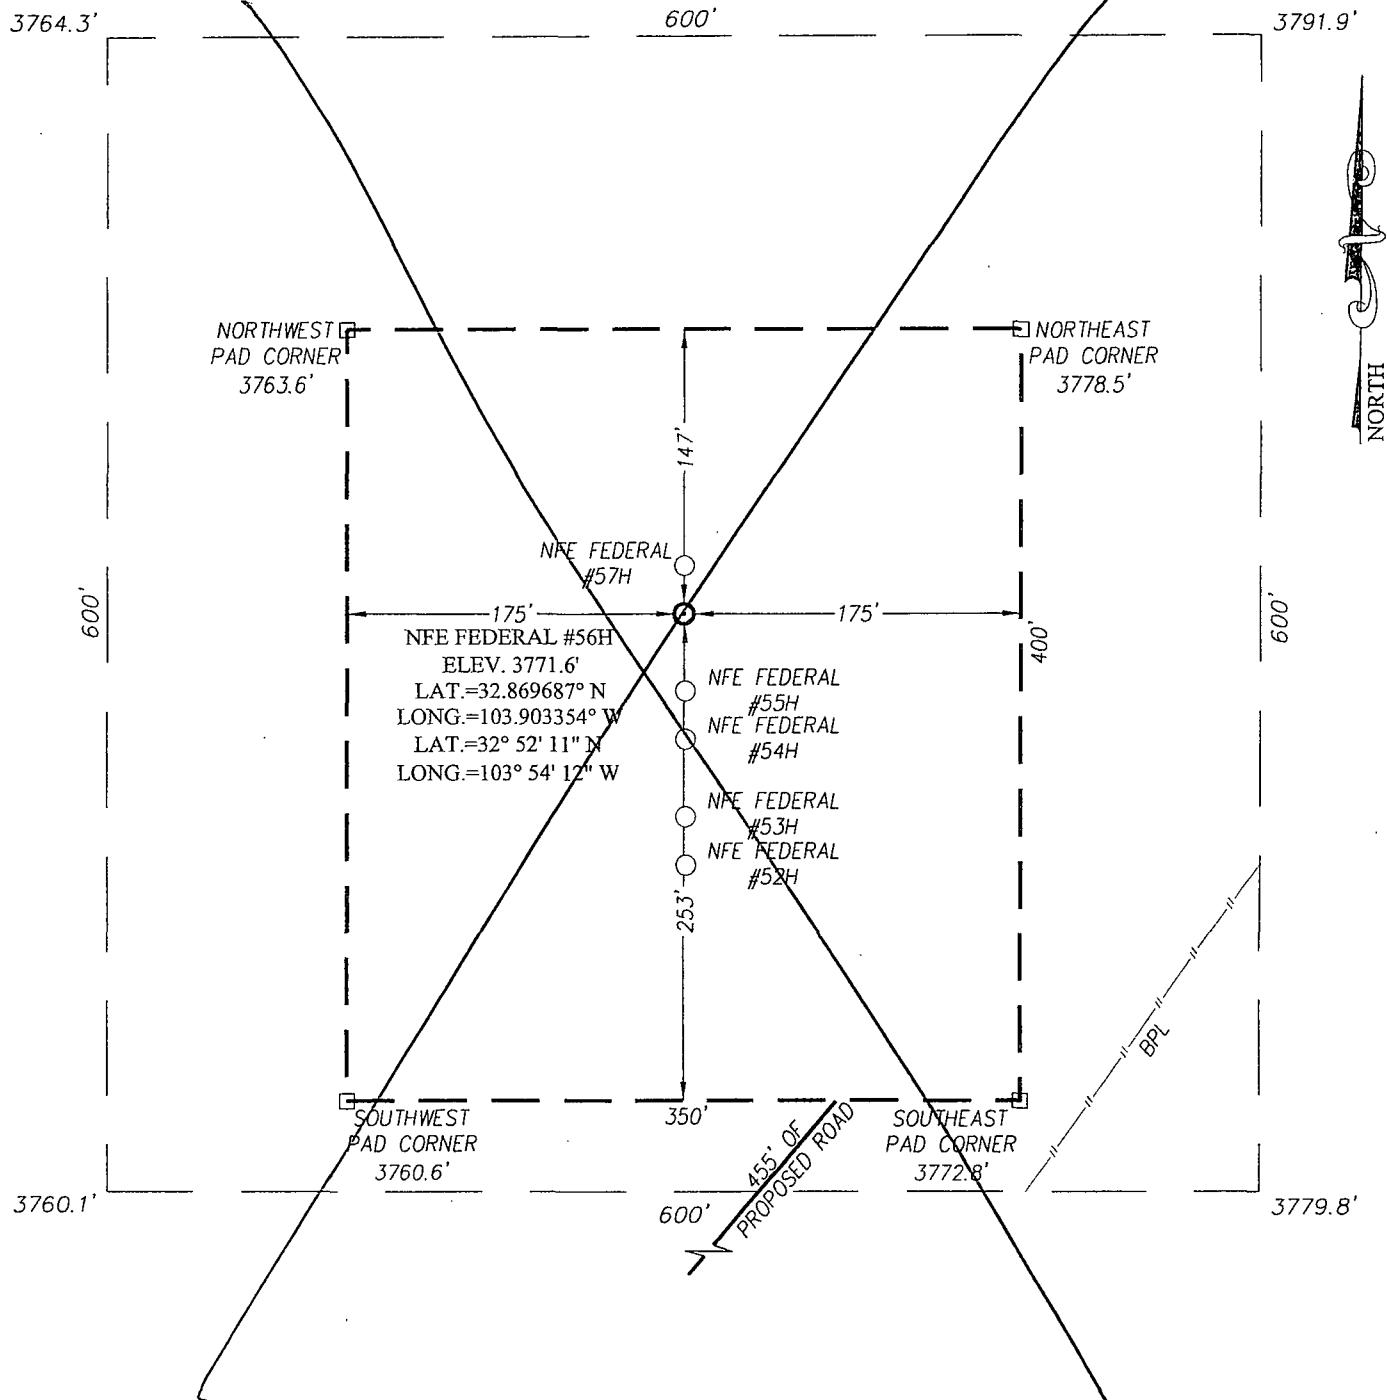 3764.3'
600'
3791.9'
NORTH
NORTHWEST
PAD CORNER
3763.6'
NORTHEAST
PAD CORNER
3778.5'
147'
NFE FEDERAL
#57H
600'
175'
175'
400'
600'
NFE FEDERAL #56H
ELEV. 3771.6'
LAT.=32.869687° N
LONG.=103.903354° W
LAT.=32° 52' 11" N
LONG.=103° 54' 12" W
NFE FEDERAL
#55H
NFE FEDERAL
#54H
NFE FEDERAL
#53H
NFE FEDERAL
#52H
253'
BPL
SOUTHWEST
PAD CORNER
3760.6'
350'
455' OF
PROPOSED ROAD
SOUTHEAST
PAD CORNER
3772.8'
3760.1'
600'
3779.8'